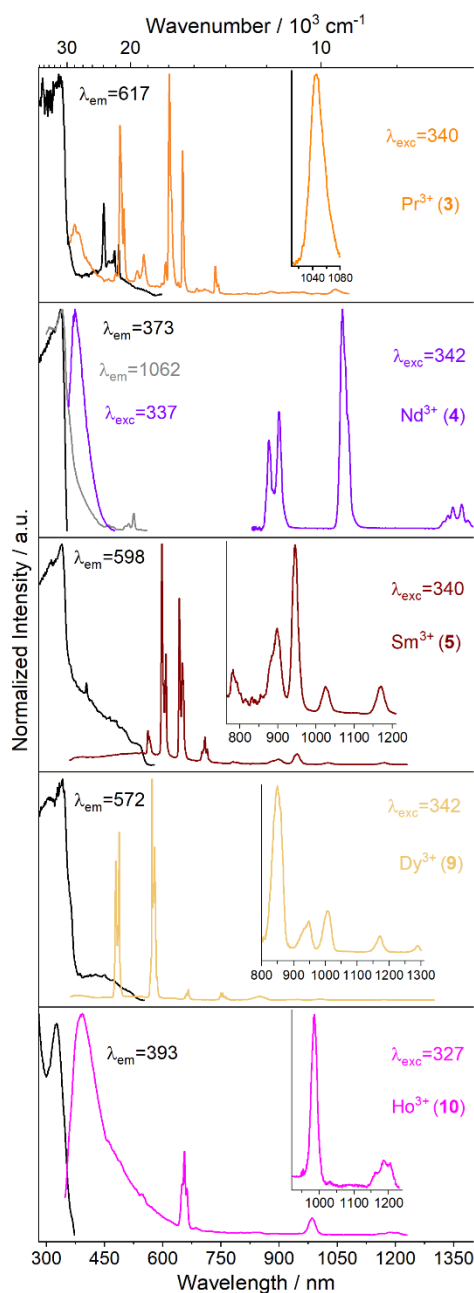 Wavenumber / 10³ cm⁻¹
30 20 10
λem=617
λexc=340
Pr³⁺ (3)
1040 1080
λem=373
λem=1062
λexc=337
λexc=342
Nd³⁺ (4)
λem=598
λexc=340
Sm³⁺ (5)
800 900 1000 1100 1200
λem=572
λexc=342
Dy³⁺ (9)
800 900 1000 1100 1200 1300
λem=393
λexc=327
Ho³⁺ (10)
1000 1100 1200
Normalized Intensity / a.u.
300 450 600 750 900 1050 1200 1350
Wavelength / nm